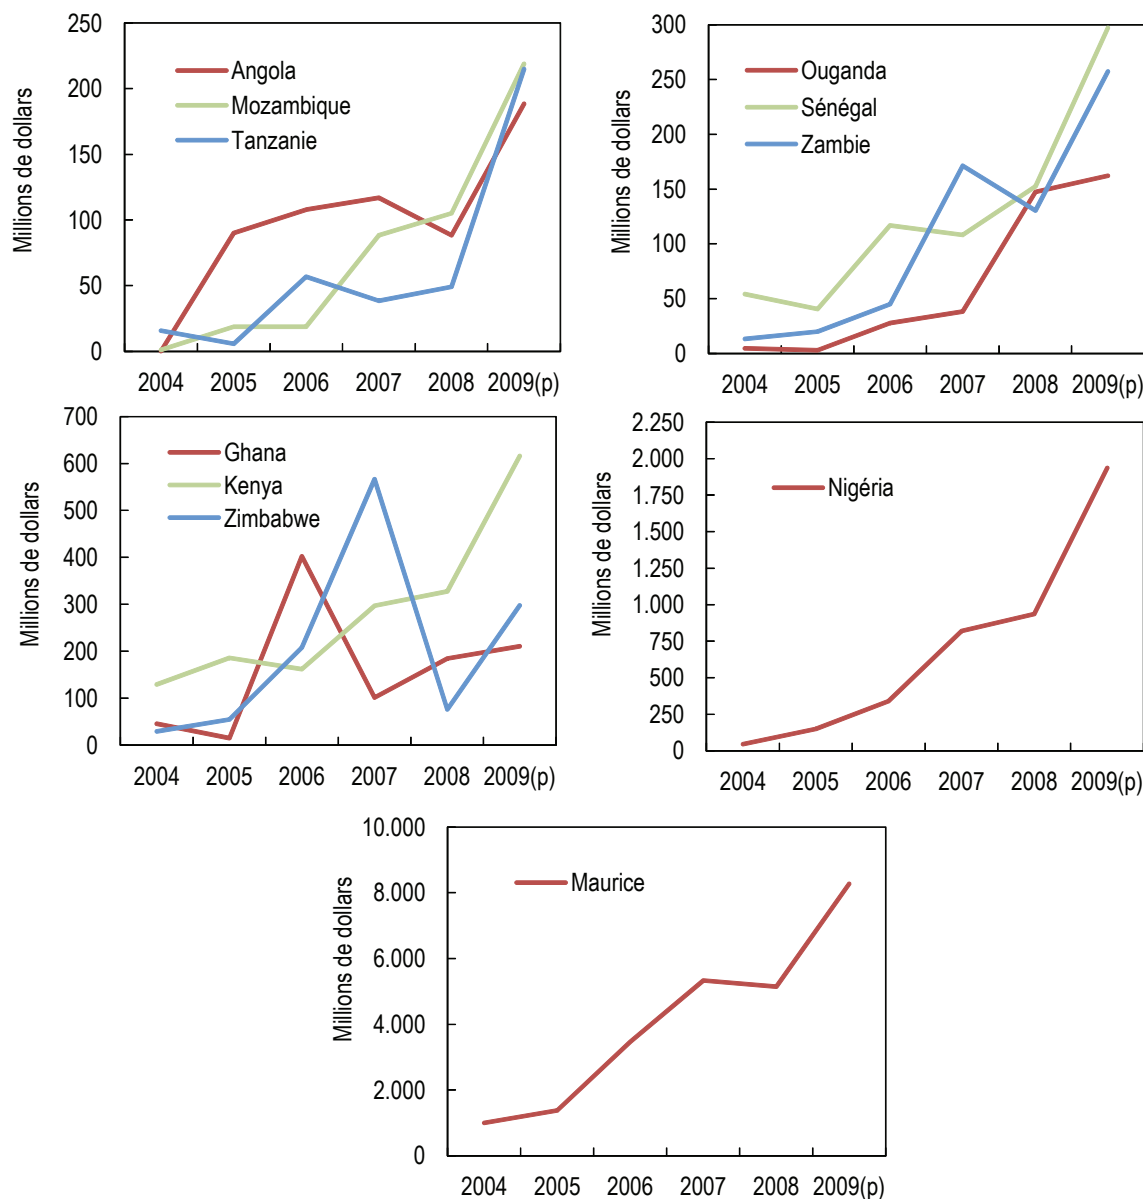 Millions de dollars
250
200
150
100
50
0
Angola
Mozambique
Tanzanie
2004 2005 2006 2007 2008 2009(p)
Millions de dollars
300
250
200
150
100
50
0
Ouganda
Sénégal
Zambie
2004 2005 2006 2007 2008 2009(p)
Millions de dollars
700
600
500
400
300
200
100
0
Ghana
Kenya
Zimbabwe
2004 2005 2006 2007 2008 2009(p)
Millions de dollars
2.250
2.000
1.750
1.500
1.250
1.000
750
500
250
0
Nigéria
2004 2005 2006 2007 2008 2009(p)
Millions de dollars
10.000
8.000
6.000
4.000
2.000
0
Maurice
2004 2005 2006 2007 2008 2009(p)